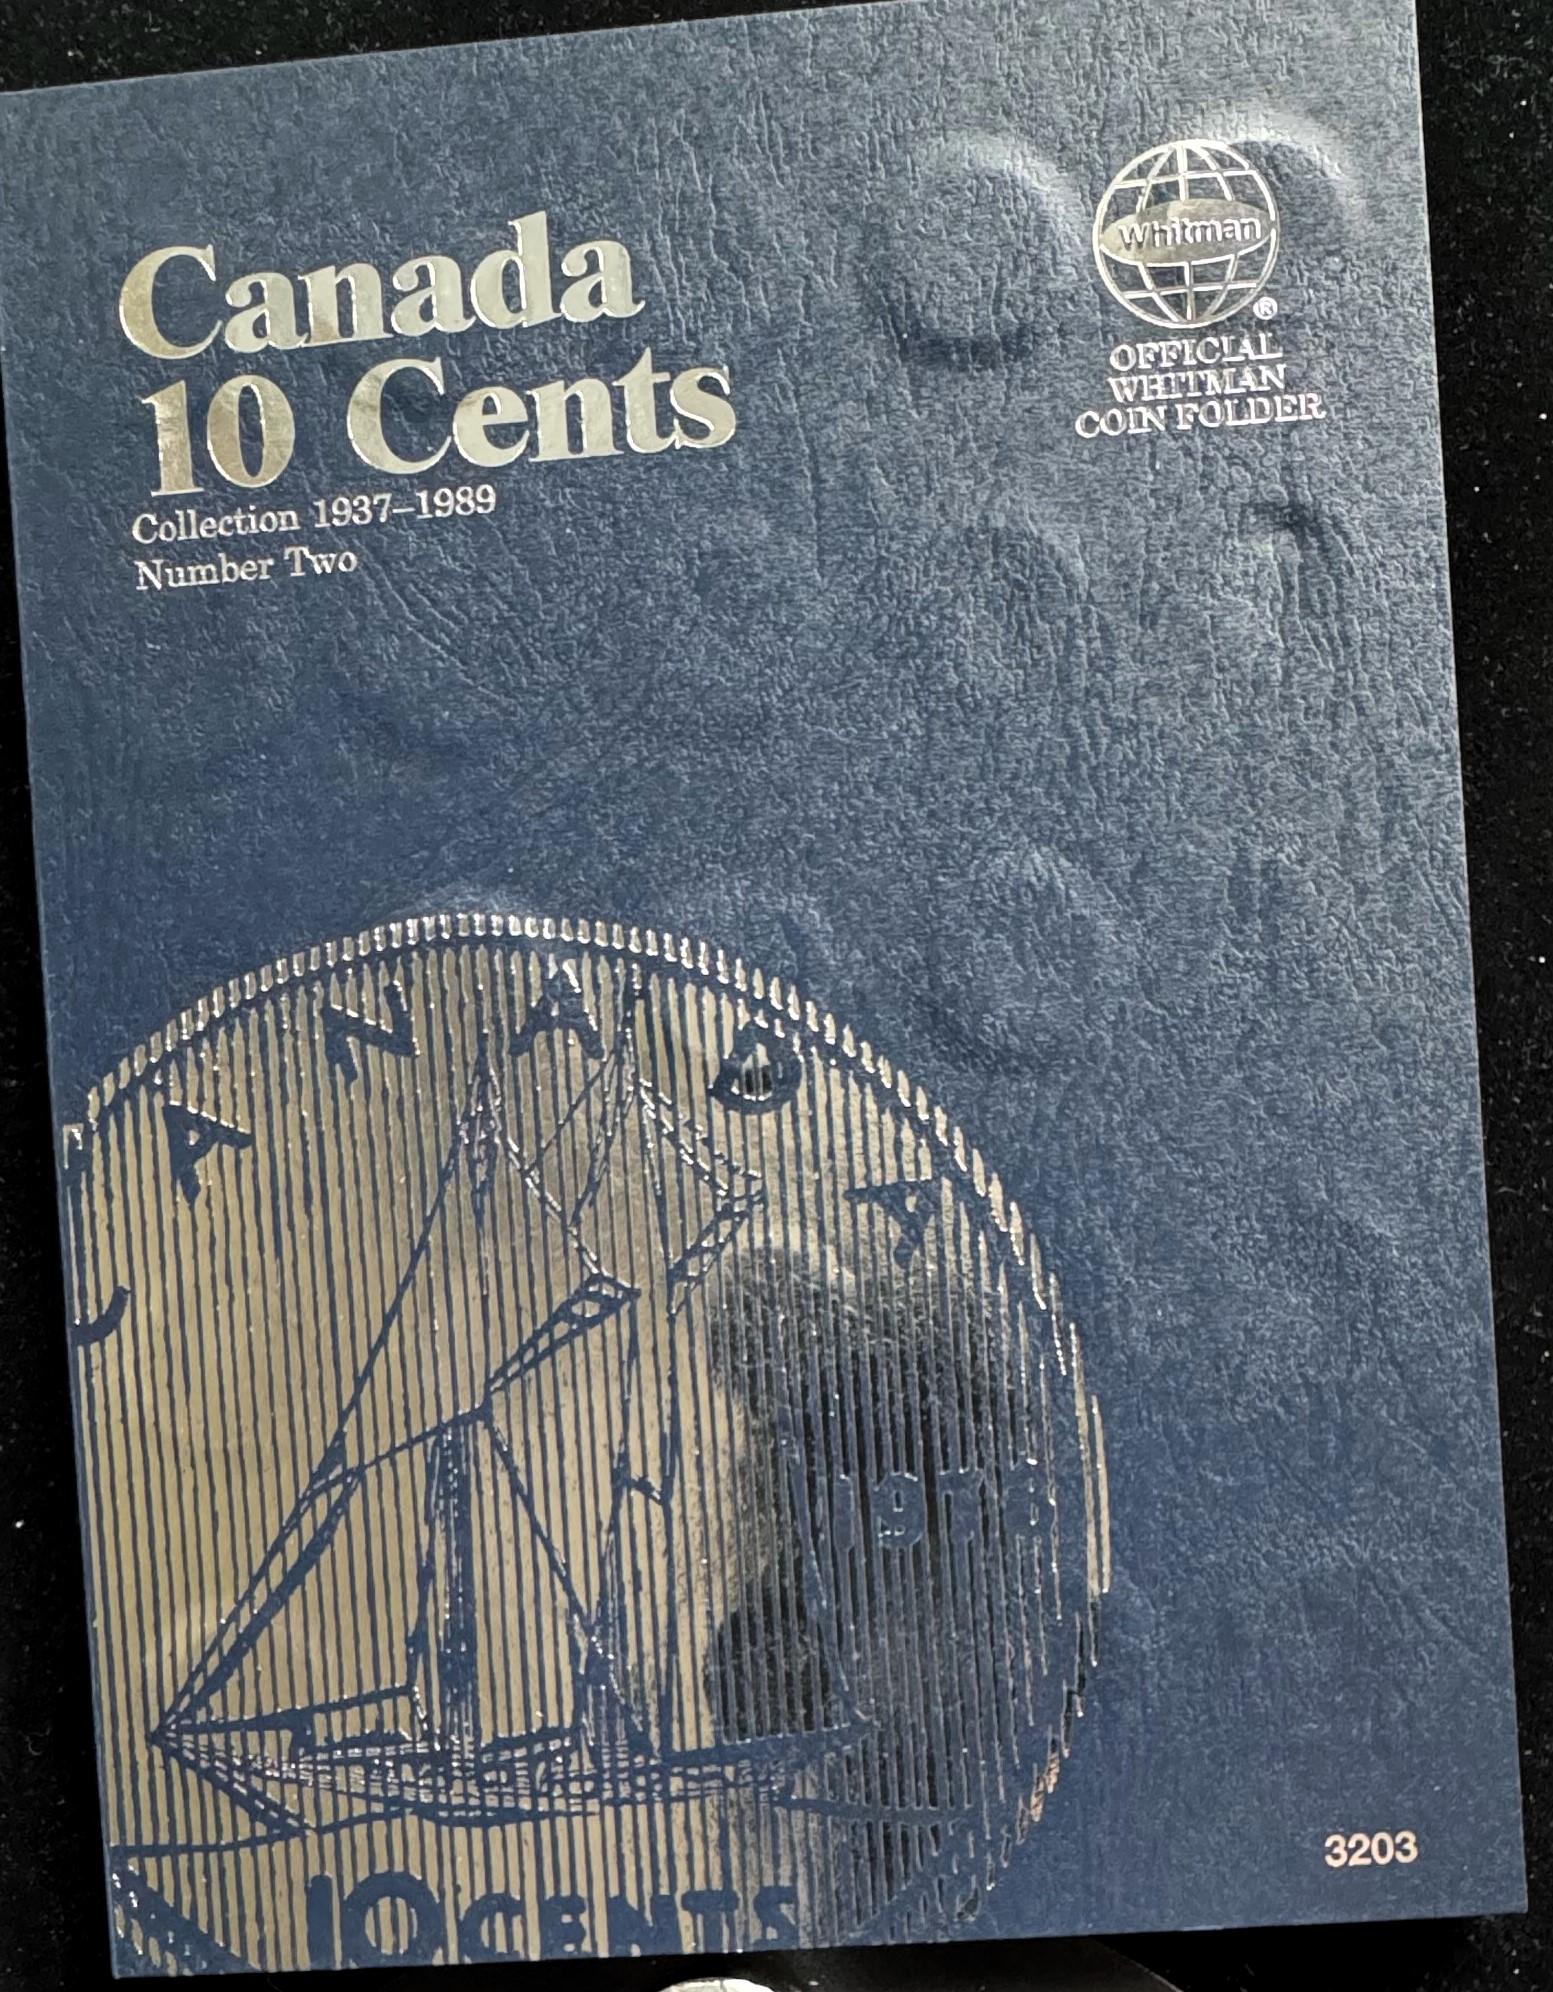 Canada
10 Cents
Collection 1937–1989
Number Two
Whitman
®
OFFICIAL
WHITMAN
COIN FOLDER
CANADA
10 CENTS
3203